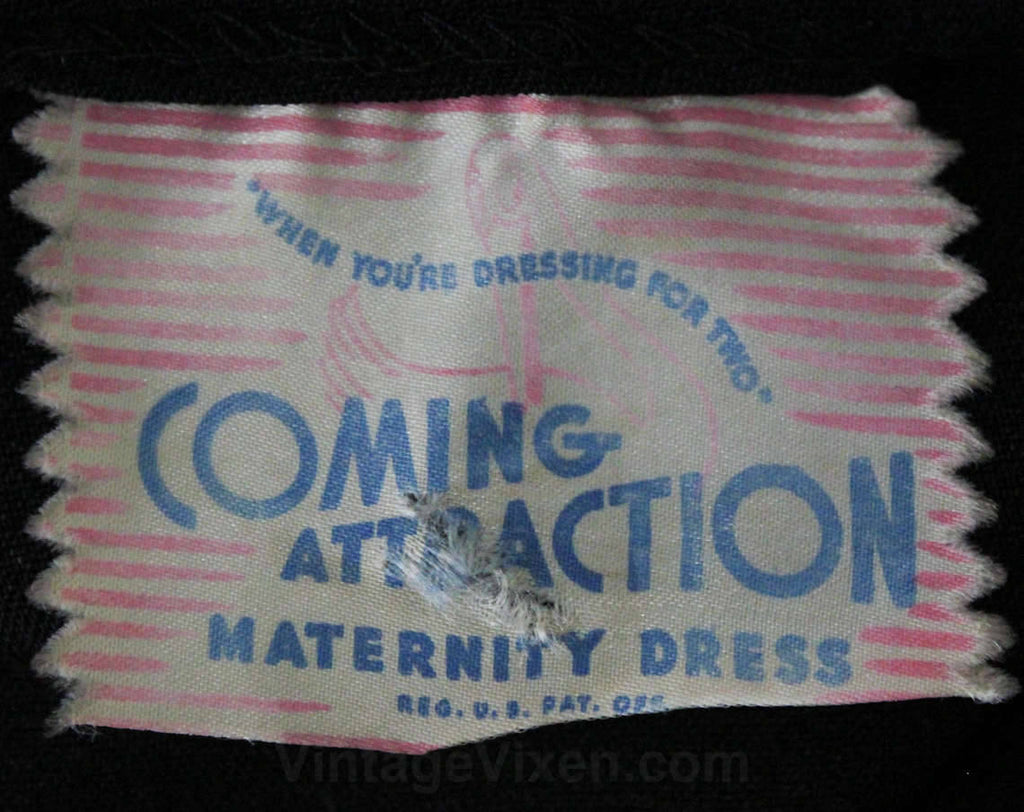 "WHEN YOU'RE DRESSING FOR TWO"
COMING
ATTRACTION
MATERNITY DRESS
REG. U. S. PAT. OFF.
VintageVixen.com